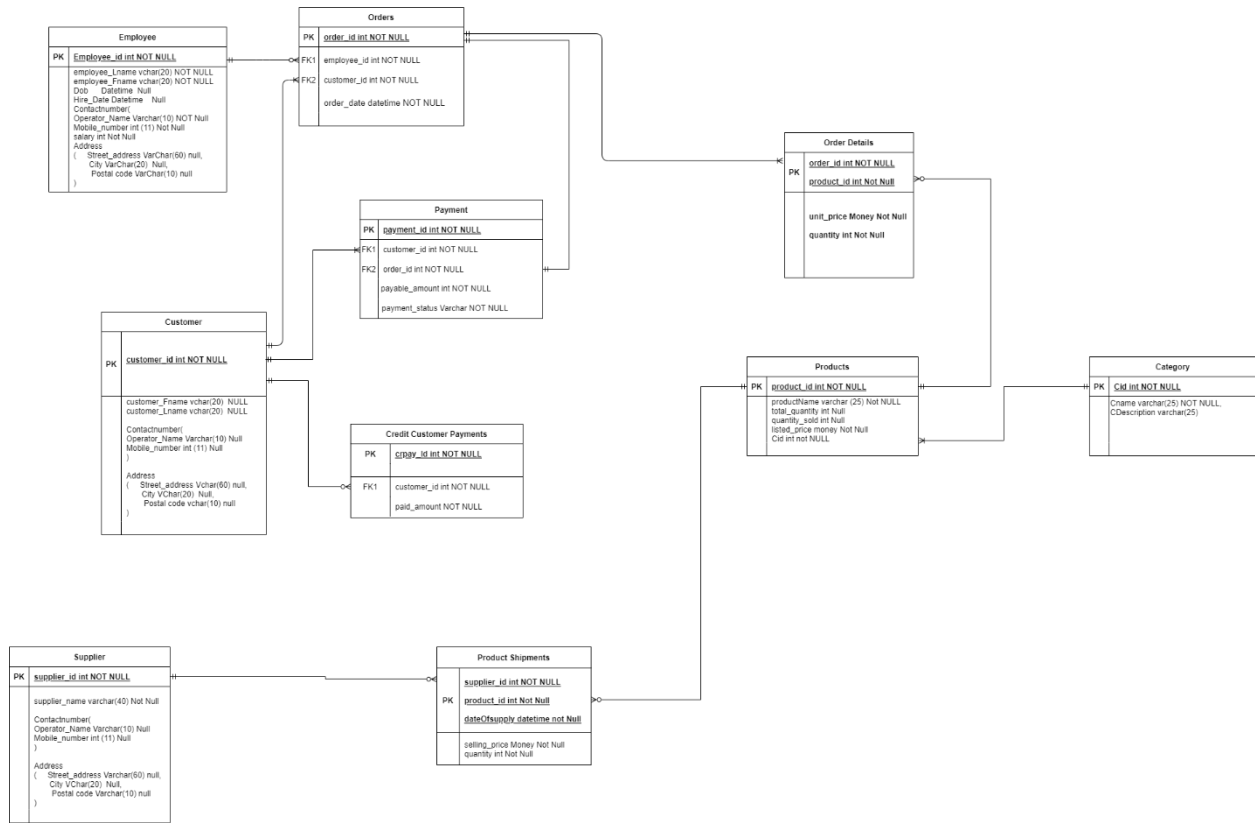 Employee
PK Employee_id int NOT NULL
employee_Lname vchar(20) NOT NULL
employee_Fname vchar(20) NOT NULL
Dob Datetime Null
Hire_Date Datetime Null
Contactnumber(
Operator_Name Varchar(10) NOT Null
Mobile_number int (11) Not Null
salary int Not Null
Address
( Street_address VarChar(60) null,
City VarChar(20) Null,
Postal code VarChar(10) null
)
Orders
PK order_id int NOT NULL
FK1 employee_id int NOT NULL
FK2 customer_id int NOT NULL
order_date datetime NOT NULL
Order Details
order_id int NOT NULL
PK
product_id int Not Null
unit_price Money Not Null
quantity int Not Null
Payment
PK payment_id int NOT NULL
FK1 customer_id int NOT NULL
FK2 order_id int NOT NULL
payable_amount int NOT NULL
payment_status Varchar NOT NULL
Customer
PK customer_id int NOT NULL
customer_Fname vchar(20) NULL
customer_Lname vchar(20) NULL
Contactnumber(
Operator_Name Varchar(10) Null
Mobile_number int (11) Null
)
Address
( Street_address Vchar(60) null,
City VChar(20) Null,
Postal code vchar(10) null
)
Credit Customer Payments
PK crpay_Id int NOT NULL
FK1 customer_id int NOT NULL
paid_amount NOT NULL
Products
PK product_id int NOT NULL
productName varchar (25) Not NULL
total_quantity int Null
quantity_sold int Null
listed_price money Not Null
Cid int not NULL
Category
PK Cid int NOT NULL
Cname varchar(25) NOT NULL,
CDescription varchar(25)
Supplier
PK supplier_id int NOT NULL
supplier_name varchar(40) Not Null
Contactnumber(
Operator_Name Varchar(10) Null
Mobile_number int (11) Null
)
Address
( Street_address Varchar(60) null,
City VChar(20) Null,
Postal code Varchar(10) null
)
Product Shipments
supplier_id int NOT NULL
PK product_id int Not Null
dateOfsupply datetime not Null
selling_price Money Not Null
quantity int Not Null